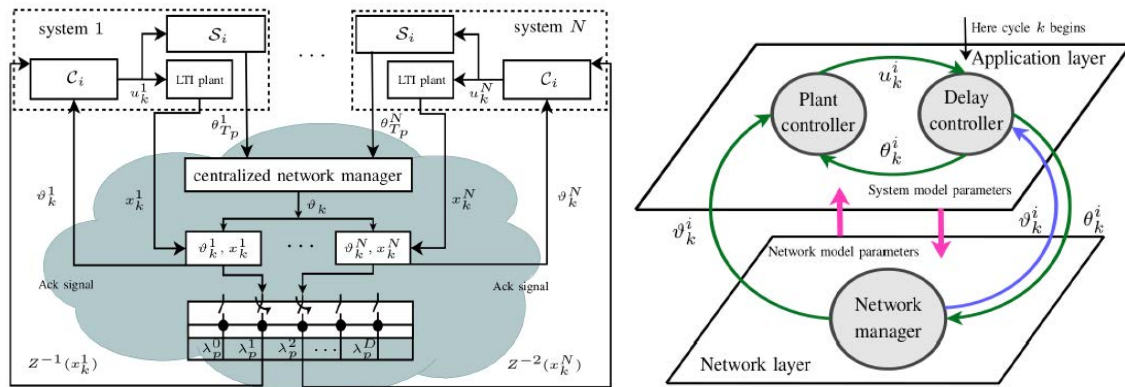 system 1
system N
S_i
S_i
C_i
LTI plant
u_k^1
. . .
LTI plant
u_k^N
C_i
θ_{T_p}^1
θ_{T_p}^N
centralized network manager
ϑ_k^1
x_k^1
ϑ_k
x_k^N
ϑ_k^N
ϑ_k^1, x_k^1
. . .
ϑ_k^N, x_k^N
Ack signal
Ack signal
λ_p^0 λ_p^1 λ_p^2 . . . λ_p^D
Z^{-1}(x_k^1)
Z^{-2}(x_k^N)
Here cycle k begins
Application layer
u_k^i
Plant
controller
Delay
controller
θ_k^i
System model parameters
ϑ_k^i
ϑ_k^i
θ_k^i
Network model parameters
Network
manager
Network layer